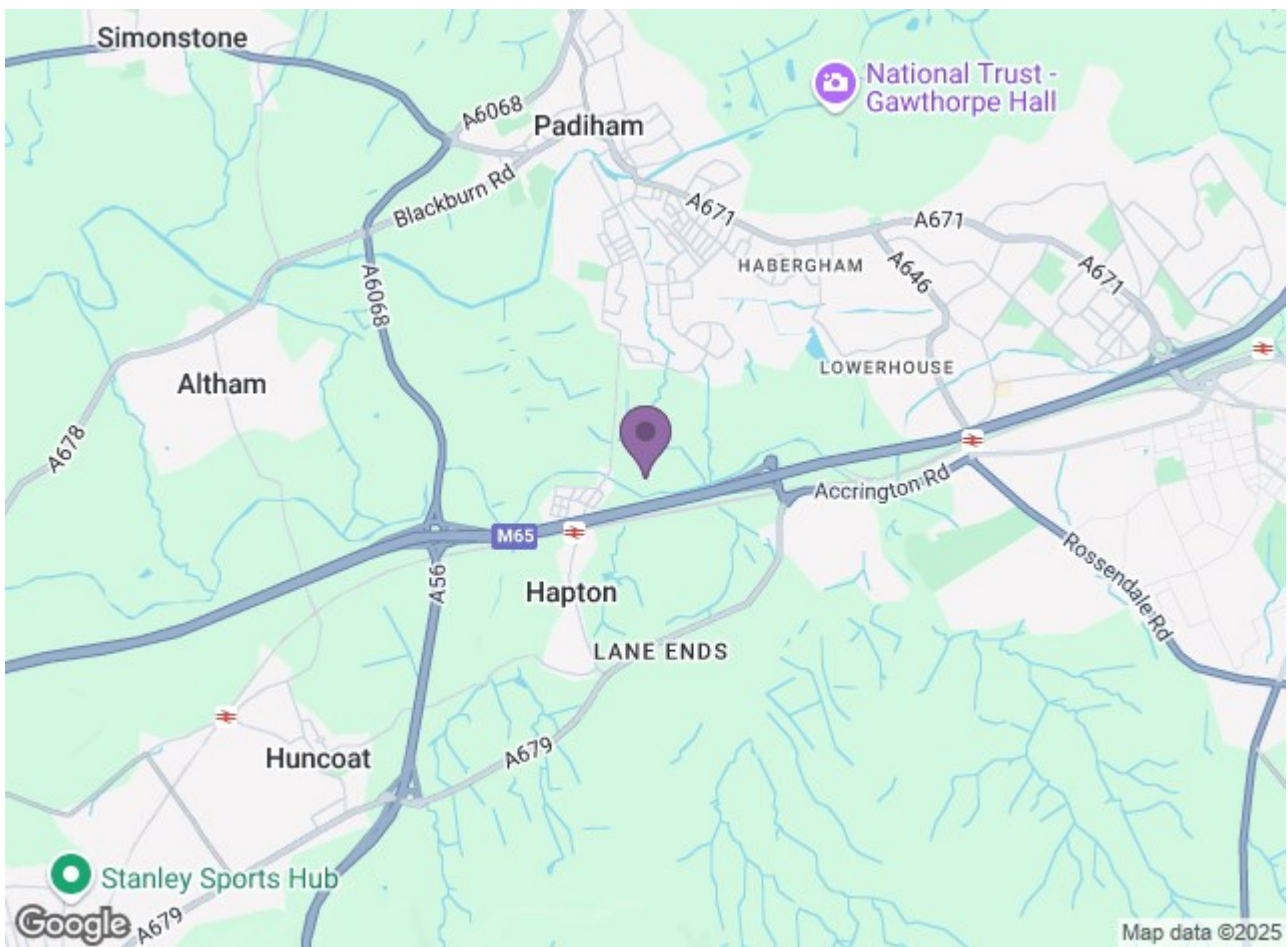 Simonstone
A6068
Padiham
National Trust -
Gawthorpe Hall
Blackburn Rd
A671
A671
HABERGHAM
A646
A671
A6068
LOWERHOUSE
Altham
A678
Accrington Rd
M65
A56
Hapton
Rossendale Rd
LANE ENDS
Huncoat
A679
Stanley Sports Hub
Google
A679
Map data ©2025